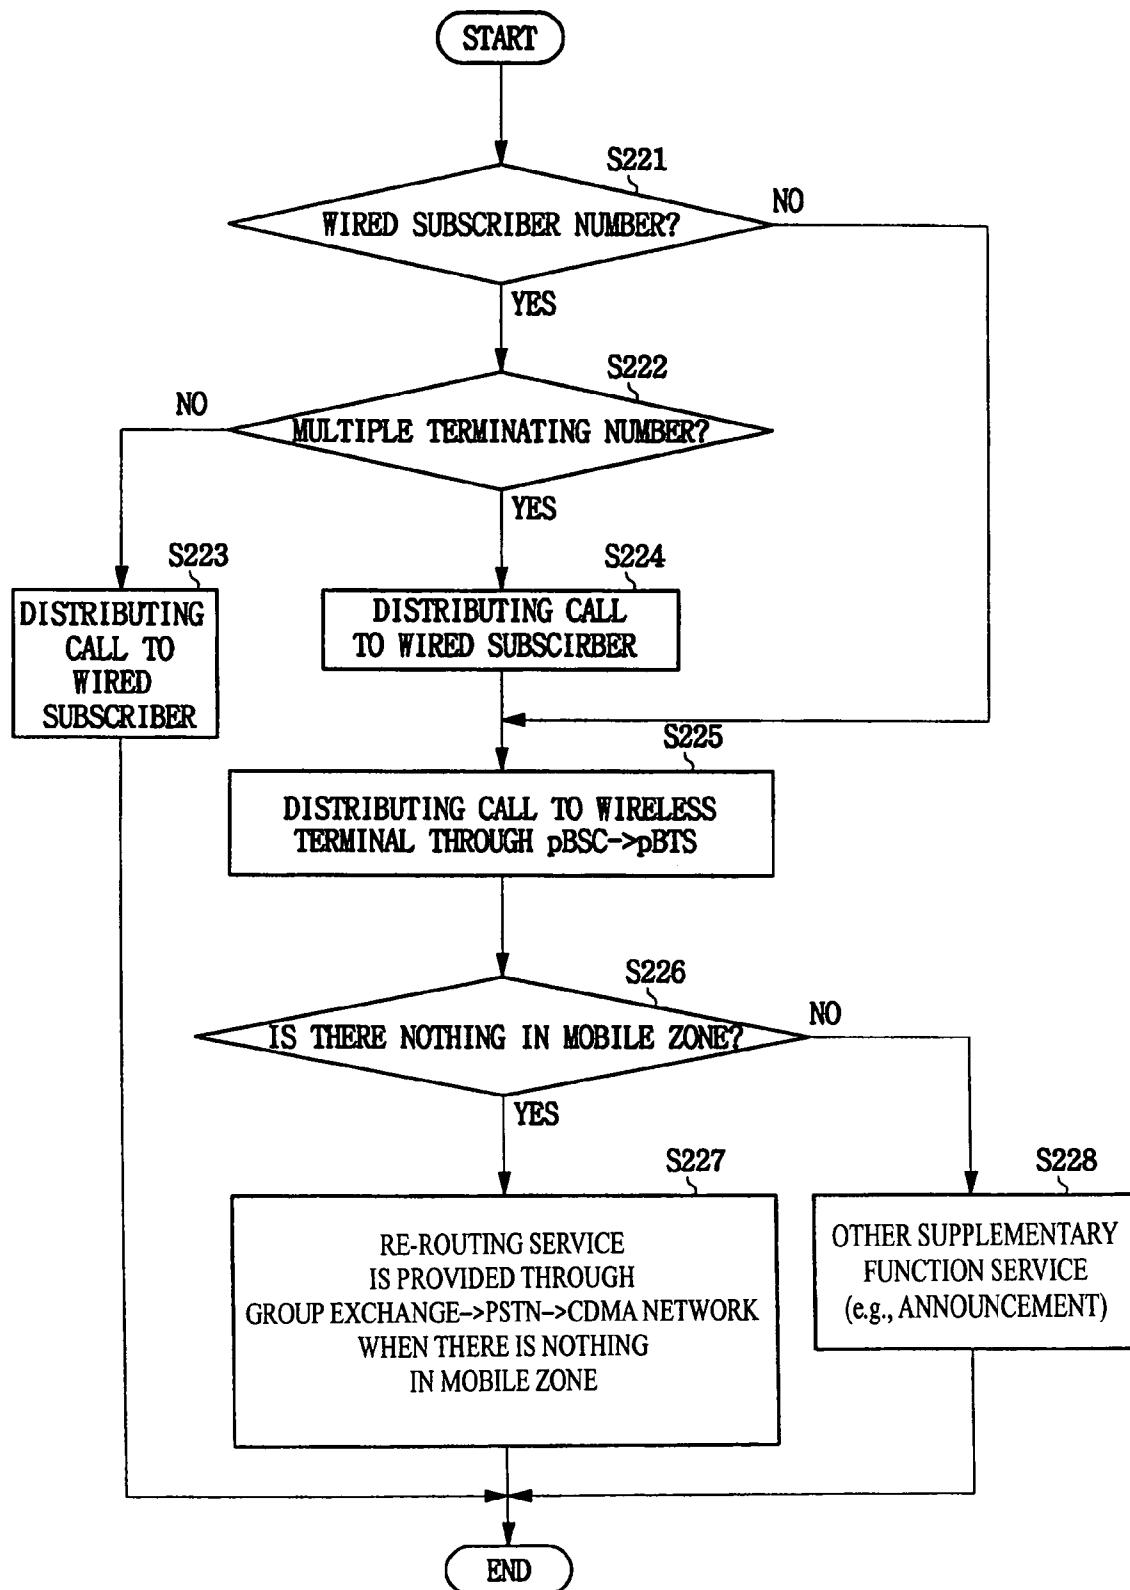 START
S221
WIRED SUBSCRIBER NUMBER?
NO
YES
S222
MULTIPLE TERMINATING NUMBER?
NO
YES
S223
DISTRIBUTING
CALL TO
WIRED
SUBSCRIBER
S224
DISTRIBUTING CALL
TO WIRED SUBSCIRBER
S225
DISTRIBUTING CALL TO WIRELESS
TERMINAL THROUGH pBSC->pBTS
S226
IS THERE NOTHING IN MOBILE ZONE?
NO
YES
S227
RE-ROUTING SERVICE
IS PROVIDED THROUGH
GROUP EXCHANGE->PSTN->CDMA NETWORK
WHEN THERE IS NOTHING
IN MOBILE ZONE
S228
OTHER SUPPLEMENTARY
FUNCTION SERVICE
(e.g., ANNOUNCEMENT)
END